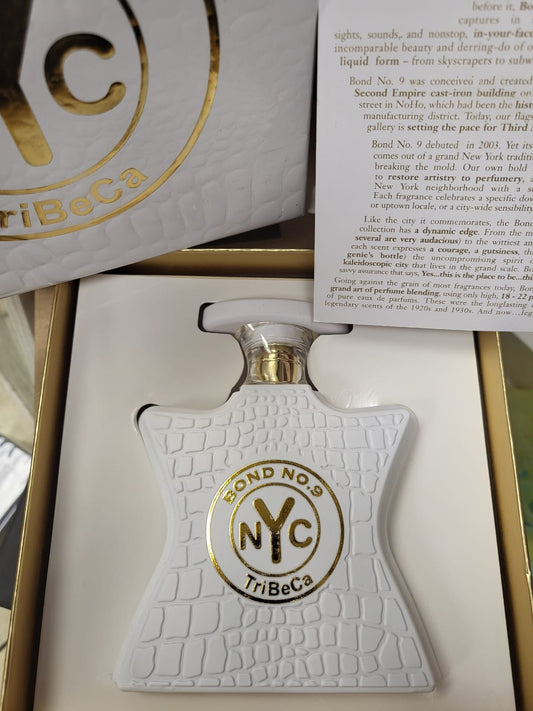 YC
TriBeCa
before it, Bon
captures in
sights, sounds, and nonstop, in-your-face
incomparable beauty and derring-do of o
liquid form – from skyscrapers to subw
Bond No. 9 was conceived and created
Second Empire cast-iron building on
street in NoHo, which had been the hist
manufacturing district. Today, our flags
gallery is setting the pace for Third
Bond No. 9 debuted in 2003. Yet its
comes out of a grand New York traditi
breaking the mold. Our own bold
to restore artistry to perfumery, a
New York neighborhood with a s
Each fragrance celebrates a specific dow
or uptown locale, or a city-wide sensibility
Like the city it commemorates, the Bon
collection has a dynamic edge. From the m
several are very audacious) to the wittiest an
each scent expresses a courage, a gutsiness, tha
genie's bottle) the uncompromising spirit o
kaleidoscopic city that lives in the grand scale. Bo
savvy assurance that says, Yes...this is the place to be...thi
Going against the grain of most fragrances today, Bon
grand art of perfume blending, using only high, 18 - 22 p
of pure eaux de parfums. These were the longlasting
scents of the 1920s and 1930s. And now...lege
BOND NO.9
NYC
TriBeCa